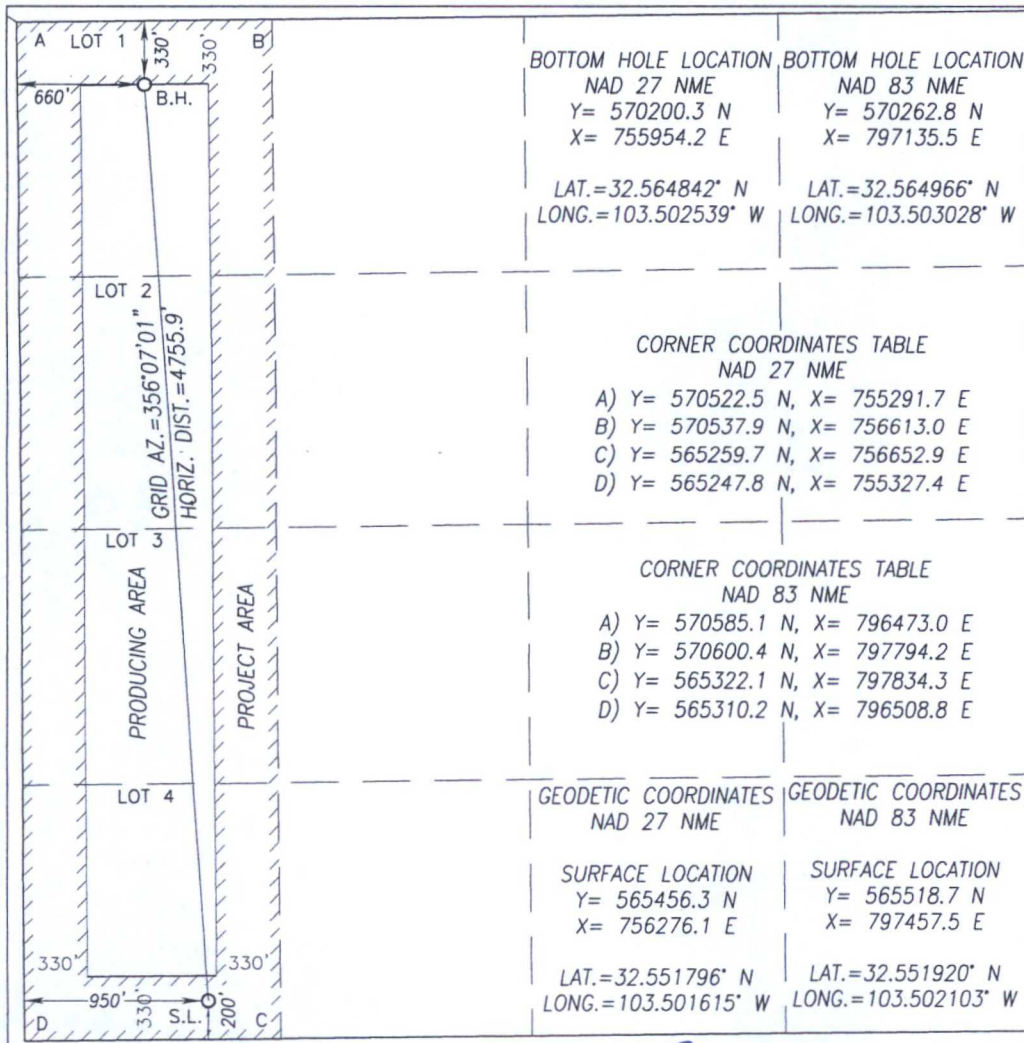 A LOT 1 330' 330' B
660' B.H.
LOT 2
GRID AZ.=356°07'01"
HORIZ. DIST.=4755.9'
LOT 3
PRODUCING AREA
PROJECT AREA
LOT 4
330' 330'
950' 330' S.L. 200'
D C
BOTTOM HOLE LOCATION
NAD 27 NME
Y= 570200.3 N
X= 755954.2 E
LAT.=32.564842° N
LONG.=103.502539° W
BOTTOM HOLE LOCATION
NAD 83 NME
Y= 570262.8 N
X= 797135.5 E
LAT.=32.564966° N
LONG.=103.503028° W
CORNER COORDINATES TABLE
NAD 27 NME
A) Y= 570522.5 N, X= 755291.7 E
B) Y= 570537.9 N, X= 756613.0 E
C) Y= 565259.7 N, X= 756652.9 E
D) Y= 565247.8 N, X= 755327.4 E
CORNER COORDINATES TABLE
NAD 83 NME
A) Y= 570585.1 N, X= 796473.0 E
B) Y= 570600.4 N, X= 797794.2 E
C) Y= 565322.1 N, X= 797834.3 E
D) Y= 565310.2 N, X= 796508.8 E
GEODETIC COORDINATES
NAD 27 NME
SURFACE LOCATION
Y= 565456.3 N
X= 756276.1 E
LAT.=32.551796° N
LONG.=103.501615° W
GEODETIC COORDINATES
NAD 83 NME
SURFACE LOCATION
Y= 565518.7 N
X= 797457.5 E
LAT.=32.551920° N
LONG.=103.502103° W